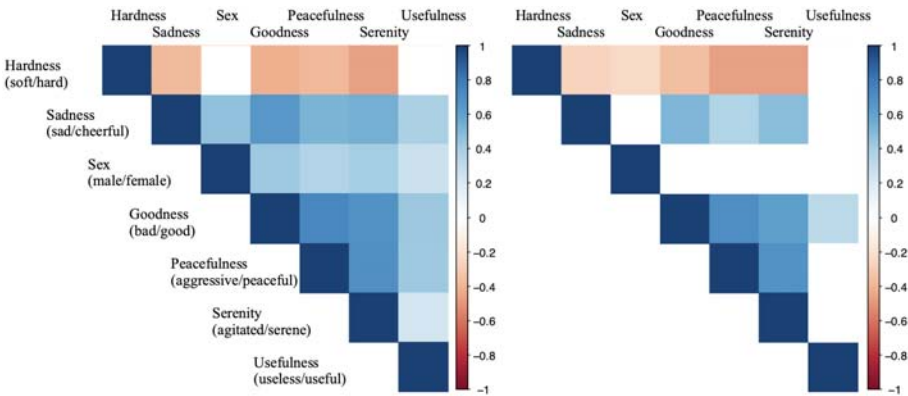 Hardness Sex Peacefulness Usefulness
Sadness Goodness Serenity
Hardness Sex Peacefulness Usefulness
Sadness Goodness Serenity
Hardness
(soft/hard)
Sadness
(sad/cheerful)
Sex
(male/female)
Goodness
(bad/good)
Peacefulness
(aggressive/peaceful)
Serenity
(agitated/serene)
Usefulness
(useless/useful)
1
0.8
0.6
0.4
0.2
0
−0.2
−0.4
−0.6
−0.8
−1
1
0.8
0.6
0.4
0.2
0
−0.2
−0.4
−0.6
−0.8
−1